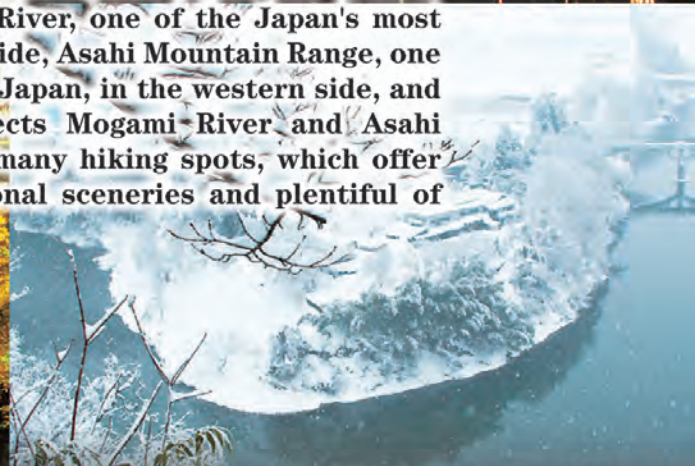 River, one of the Japan's most
ide, Asahi Mountain Range, one
Japan, in the western side, and
ects Mogami River and Asahi
many hiking spots, which offer
onal sceneries and plentiful of